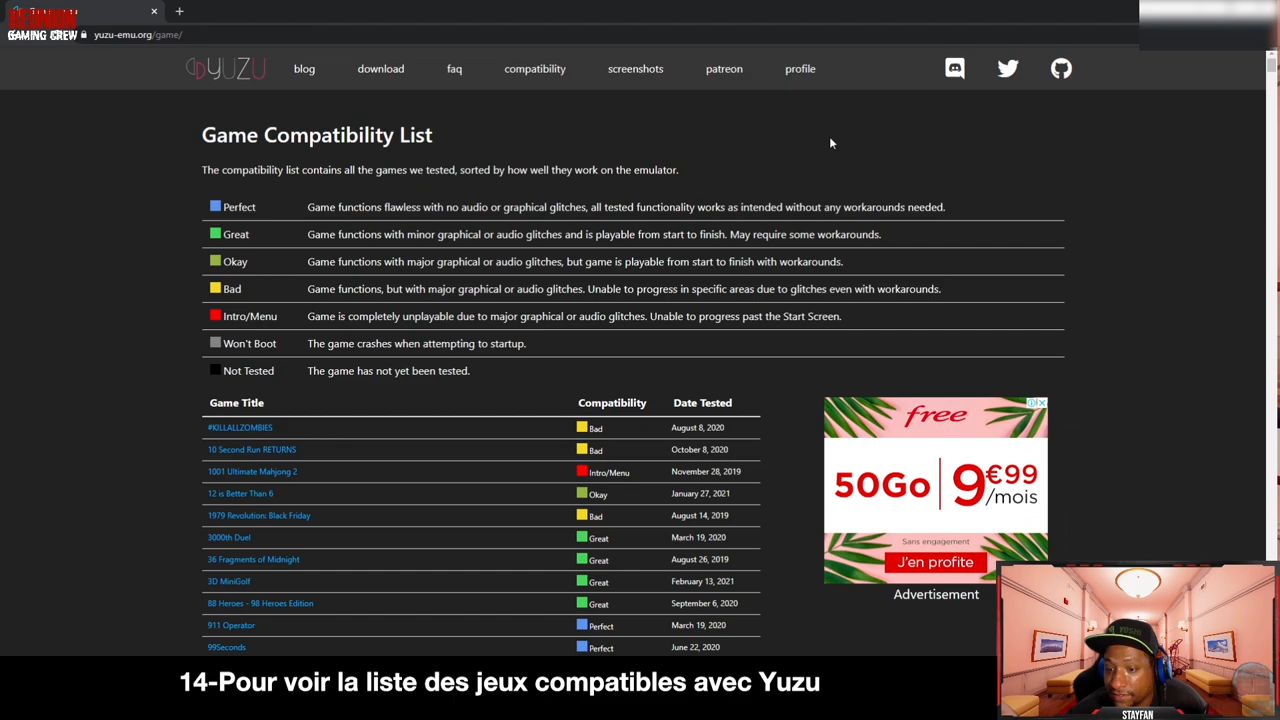 REUNION
GAMING CREW
yuzu-emu.org/game/
YUZU
blog
download
faq
compatibility
screenshots
patreon
profile
Game Compatibility List
The compatibility list contains all the games we tested, sorted by how well they work on the emulator.
Perfect Game functions flawless with no audio or graphical glitches, all tested functionality works as intended without any workarounds needed.
Great Game functions with minor graphical or audio glitches and is playable from start to finish. May require some workarounds.
Okay Game functions with major graphical or audio glitches, but game is playable from start to finish with workarounds.
Bad Game functions, but with major graphical or audio glitches. Unable to progress in specific areas due to glitches even with workarounds.
Intro/Menu Game is completely unplayable due to major graphical or audio glitches. Unable to progress past the Start Screen.
Won't Boot The game crashes when attempting to startup.
Not Tested The game has not yet been tested.
Game Title Compatibility Date Tested
#KILLALLZOMBIES Bad August 8, 2020
10 Second Run RETURNS Bad October 8, 2020
1001 Ultimate Mahjong 2 Intro/Menu November 28, 2019
12 is Better Than 6 Okay January 27, 2021
1979 Revolution: Black Friday Bad August 14, 2019
3000th Duel Great March 19, 2020
36 Fragments of Midnight Great August 26, 2019
3D MiniGolf Great February 13, 2021
88 Heroes - 98 Heroes Edition Great September 6, 2020
911 Operator Perfect March 19, 2020
99Seconds Perfect June 22, 2020
free
50Go 9€99
/mois
Sans engagement
J'en profite
Advertisement
14-Pour voir la liste des jeux compatibles avec Yuzu
STAYFAN